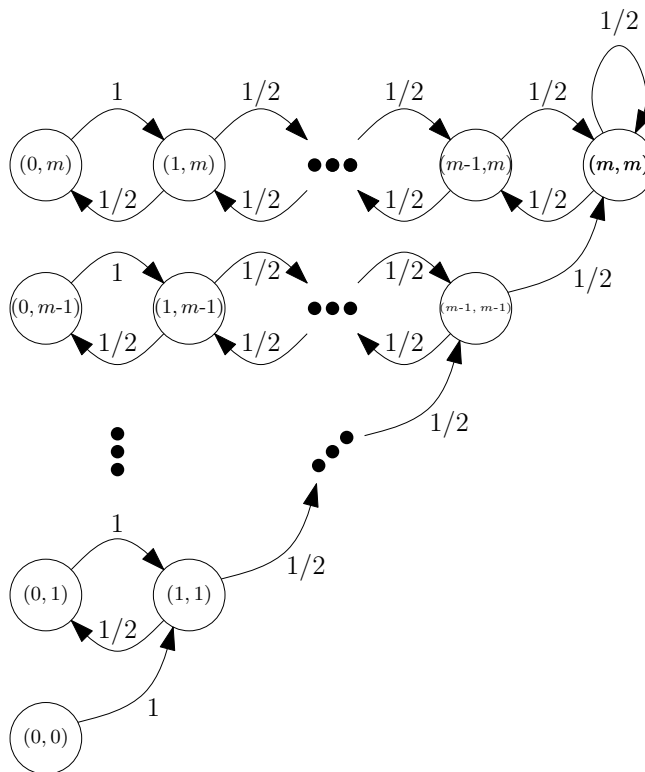 1/2
1 1/2 1/2 1/2
(0, m) (1, m) (m-1,m) (m, m)
1/2 1/2 1/2 1/2
1 1/2 1/2
(0, m-1) (1, m-1) (m-1, m-1) 1/2
1/2 1/2 1/2
1/2
1
(0, 1) (1, 1) 1/2
1/2
(0, 0) 1